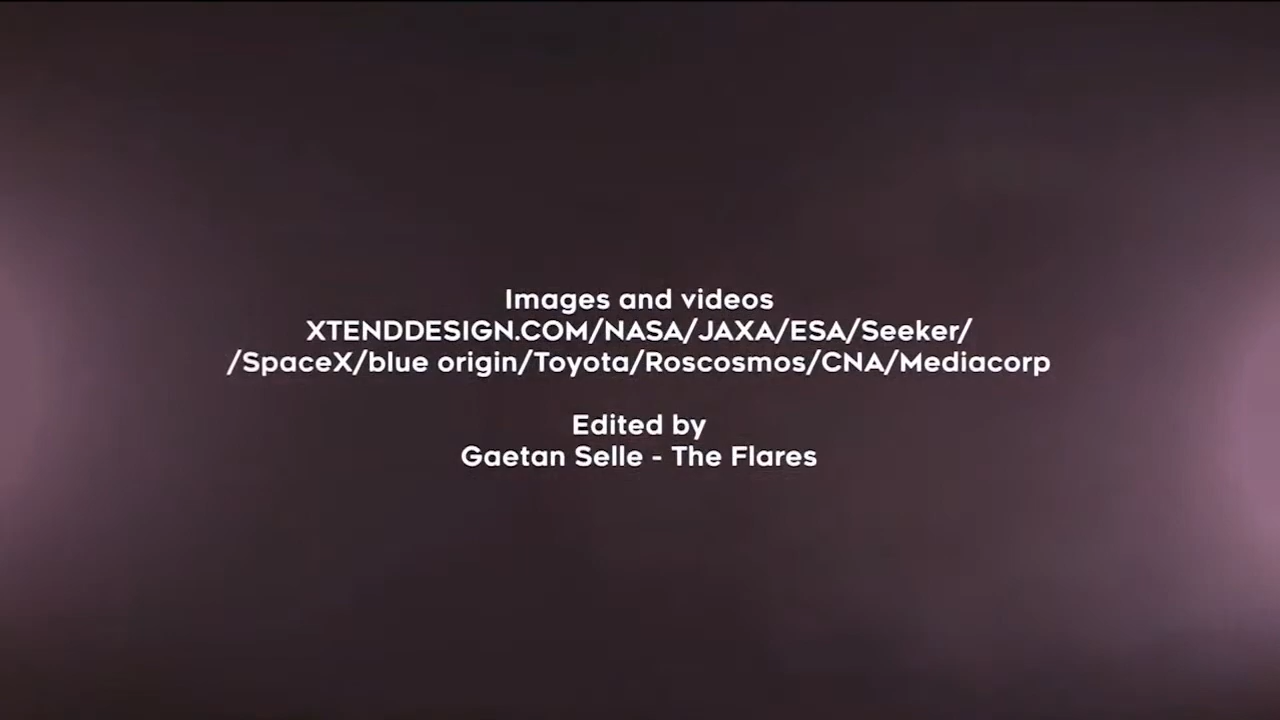 Images and videos
XTENDDESIGN.COM/NASA/JAXA/ESA/Seeker/
/SpaceX/blue origin/Toyota/Roscosmos/CNA/Mediacorp
Edited by
Gaetan Selle - The Flares